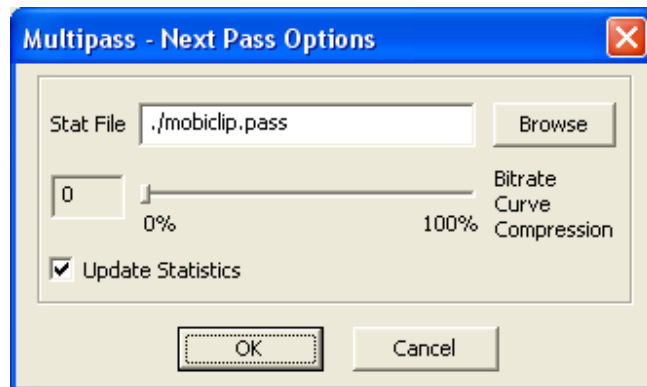 Multipass - Next Pass Options
Stat File ./mobiclip.pass Browse
0
0% 100%
Bitrate
Curve
Compression
Update Statistics
OK Cancel